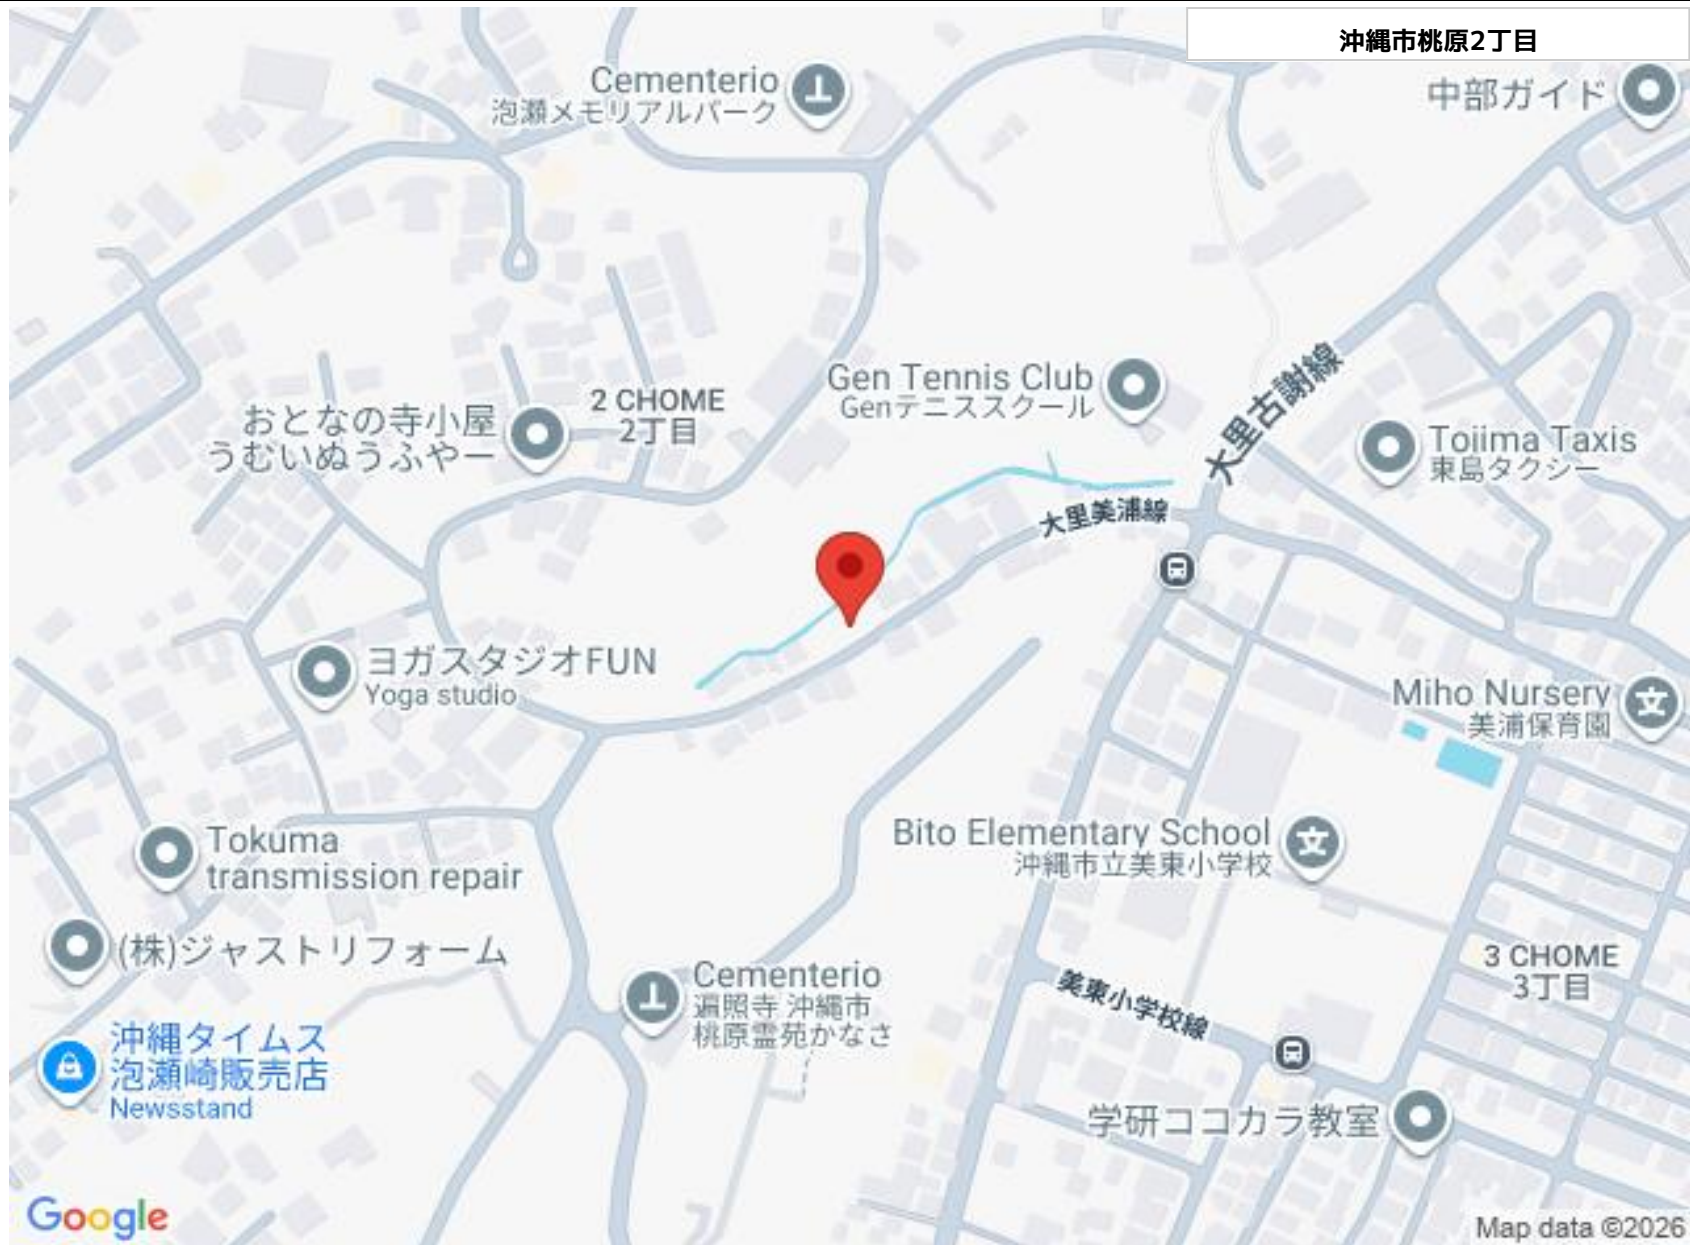 沖縄市桃原2丁目
Cementerio
泡瀬メモリアルパーク
中部ガイド
Gen Tennis Club
Genテニススクール
大里古謝線
2 CHOME
2丁目
おとなの寺小屋
うむいぬうふやー
Tojima Taxis
東島タクシー
大里美浦線
ヨガスタジオFUN
Yoga studio
Miho Nursery
美浦保育園
Tokuma
transmission repair
Bito Elementary School
沖縄市立美東小学校
(株)ジャストリフォーム
3 CHOME
3丁目
Cementerio
遍照寺 沖縄市
桃原霊苑かなさ
美東小学校線
沖縄タイムス
泡瀬崎販売店
Newsstand
学研ココカラ教室
Google
Map data ©2026